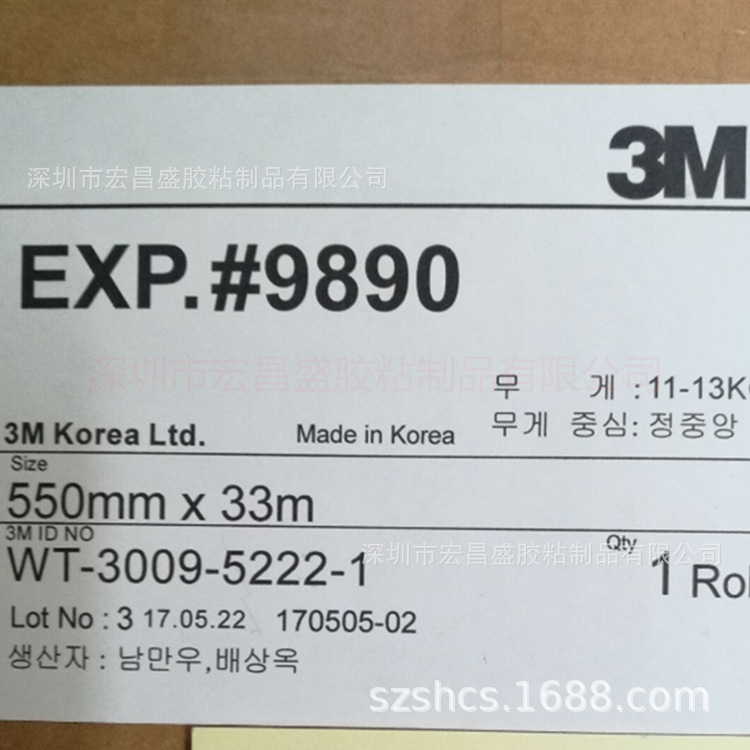 深圳市宏昌盛胶粘制品有限公司
3M
EXP.#9890
深圳市宏昌盛胶粘制品有限公司
무 게 : 11-13K
3M Korea Ltd. Made in Korea 무게 중심: 정중앙
Size
550mm x 33m
3M ID NO
深圳市宏昌盛胶粘制品有限公司
Qty
WT-3009-5222-1 1 Rol
Lot No : 3 17.05.22 170505-02
생산자 : 남만우,배상옥
szshcs.1688.com